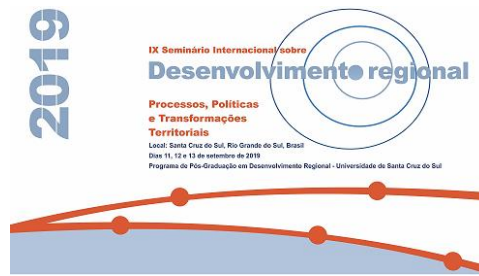 2019
IX Seminário Internacional sobre
Desenvolvimento regional
Processos, Políticas
e Transformações
Territoriais
Local: Santa Cruz do Sul, Rio Grande do Sul, Brasil
Dias 11, 12 e 13 de setembro de 2019
Programa de Pós-Graduação em Desenvolvimento Regional - Universidade de Santa Cruz do Sul